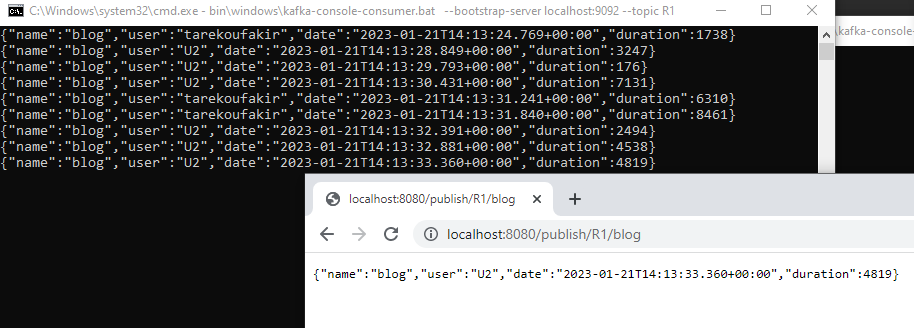 C:\Windows\system32\cmd.exe - bin\windows\kafka-console-consumer.bat --bootstrap-server localhost:9092 --topic R1
\kafka-console-
{"name":"blog","user":"tarekoufakir","date":"2023-01-21T14:13:24.769+00:00","duration":1738}
{"name":"blog","user":"U2","date":"2023-01-21T14:13:28.849+00:00","duration":3247}
{"name":"blog","user":"U2","date":"2023-01-21T14:13:29.793+00:00","duration":176}
{"name":"blog","user":"U2","date":"2023-01-21T14:13:30.431+00:00","duration":7131}
{"name":"blog","user":"tarekoufakir","date":"2023-01-21T14:13:31.241+00:00","duration":6310}
{"name":"blog","user":"tarekoufakir","date":"2023-01-21T14:13:31.840+00:00","duration":8461}
{"name":"blog","user":"U2","date":"2023-01-21T14:13:32.391+00:00","duration":2494}
{"name":"blog","user":"U2","date":"2023-01-21T14:13:32.881+00:00","duration":4538}
{"name":"blog","user":"U2","date":"2023-01-21T14:13:33.360+00:00","duration":4819}
localhost:8080/publish/R1/blog
localhost:8080/publish/R1/blog
{"name":"blog","user":"U2","date":"2023-01-21T14:13:33.360+00:00","duration":4819}